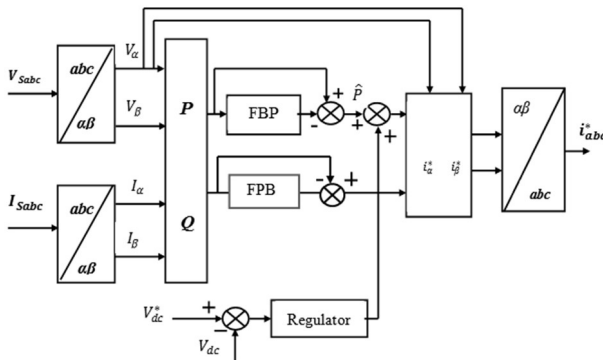 V_α
V_Sabc
abc
αβ
V_β
P
FBP
+
-
P̂
+
+
αβ
abc
i*_abc
i*_α i*_β
I_α
I_Sabc
abc
αβ
I_β
Q
FPB
-
+
V*_dc
+
-
V_dc
Regulator